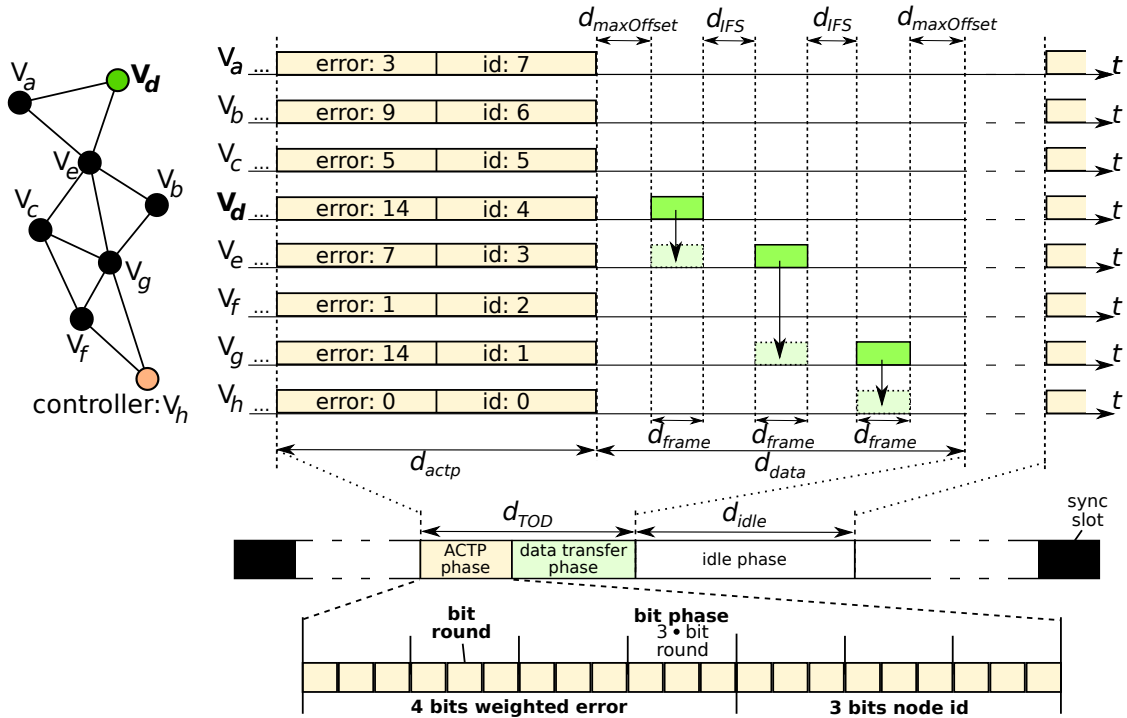 d_maxOffset d_IFS d_IFS d_maxOffset
V_a ... error: 3 id: 7 t
V_b ... error: 9 id: 6 t
V_c ... error: 5 id: 5 t
V_d ... error: 14 id: 4 t
V_e ... error: 7 id: 3 t
V_f ... error: 1 id: 2 t
V_g ... error: 14 id: 1 t
V_h ... error: 0 id: 0 t
V_a
V_d
V_e
V_b
V_c
V_g
V_f
controller: V_h
d_frame d_frame d_frame
d_actp d_data
d_TOD d_idle
sync
slot
ACTP
phase
data transfer
phase
idle phase
bit
round
bit phase
3 • bit
round
4 bits weighted error
3 bits node id